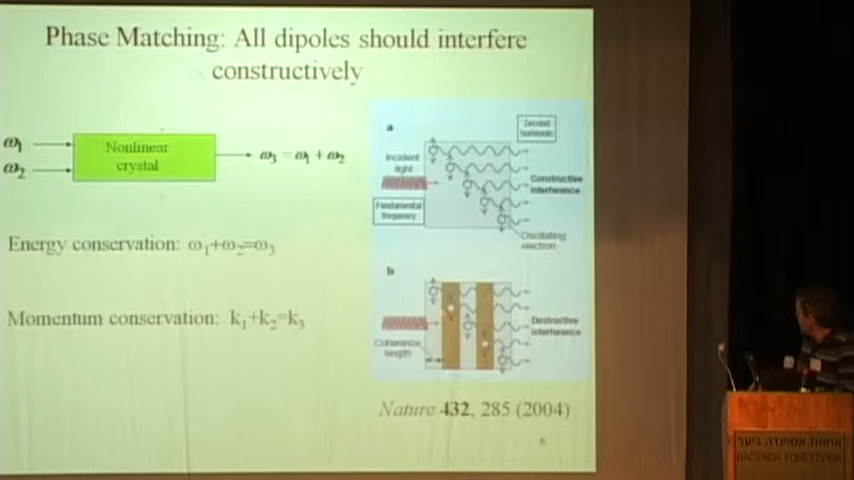 Phase Matching: All dipoles should interfere
constructively
ω1
ω2
Nonlinear
crystal
ω3 = ω1 + ω2
Energy conservation: ω1+ω2=ω3
Momentum conservation: k1+k2=k3
a
Second
harmonic
Incident
light
Constructive
interference
Fundamental
frequency
Oscillating
electron
b
Destructive
interference
Coherence
length
Nature 432, 285 (2004)
6
HACIENDA FORESTVIEW